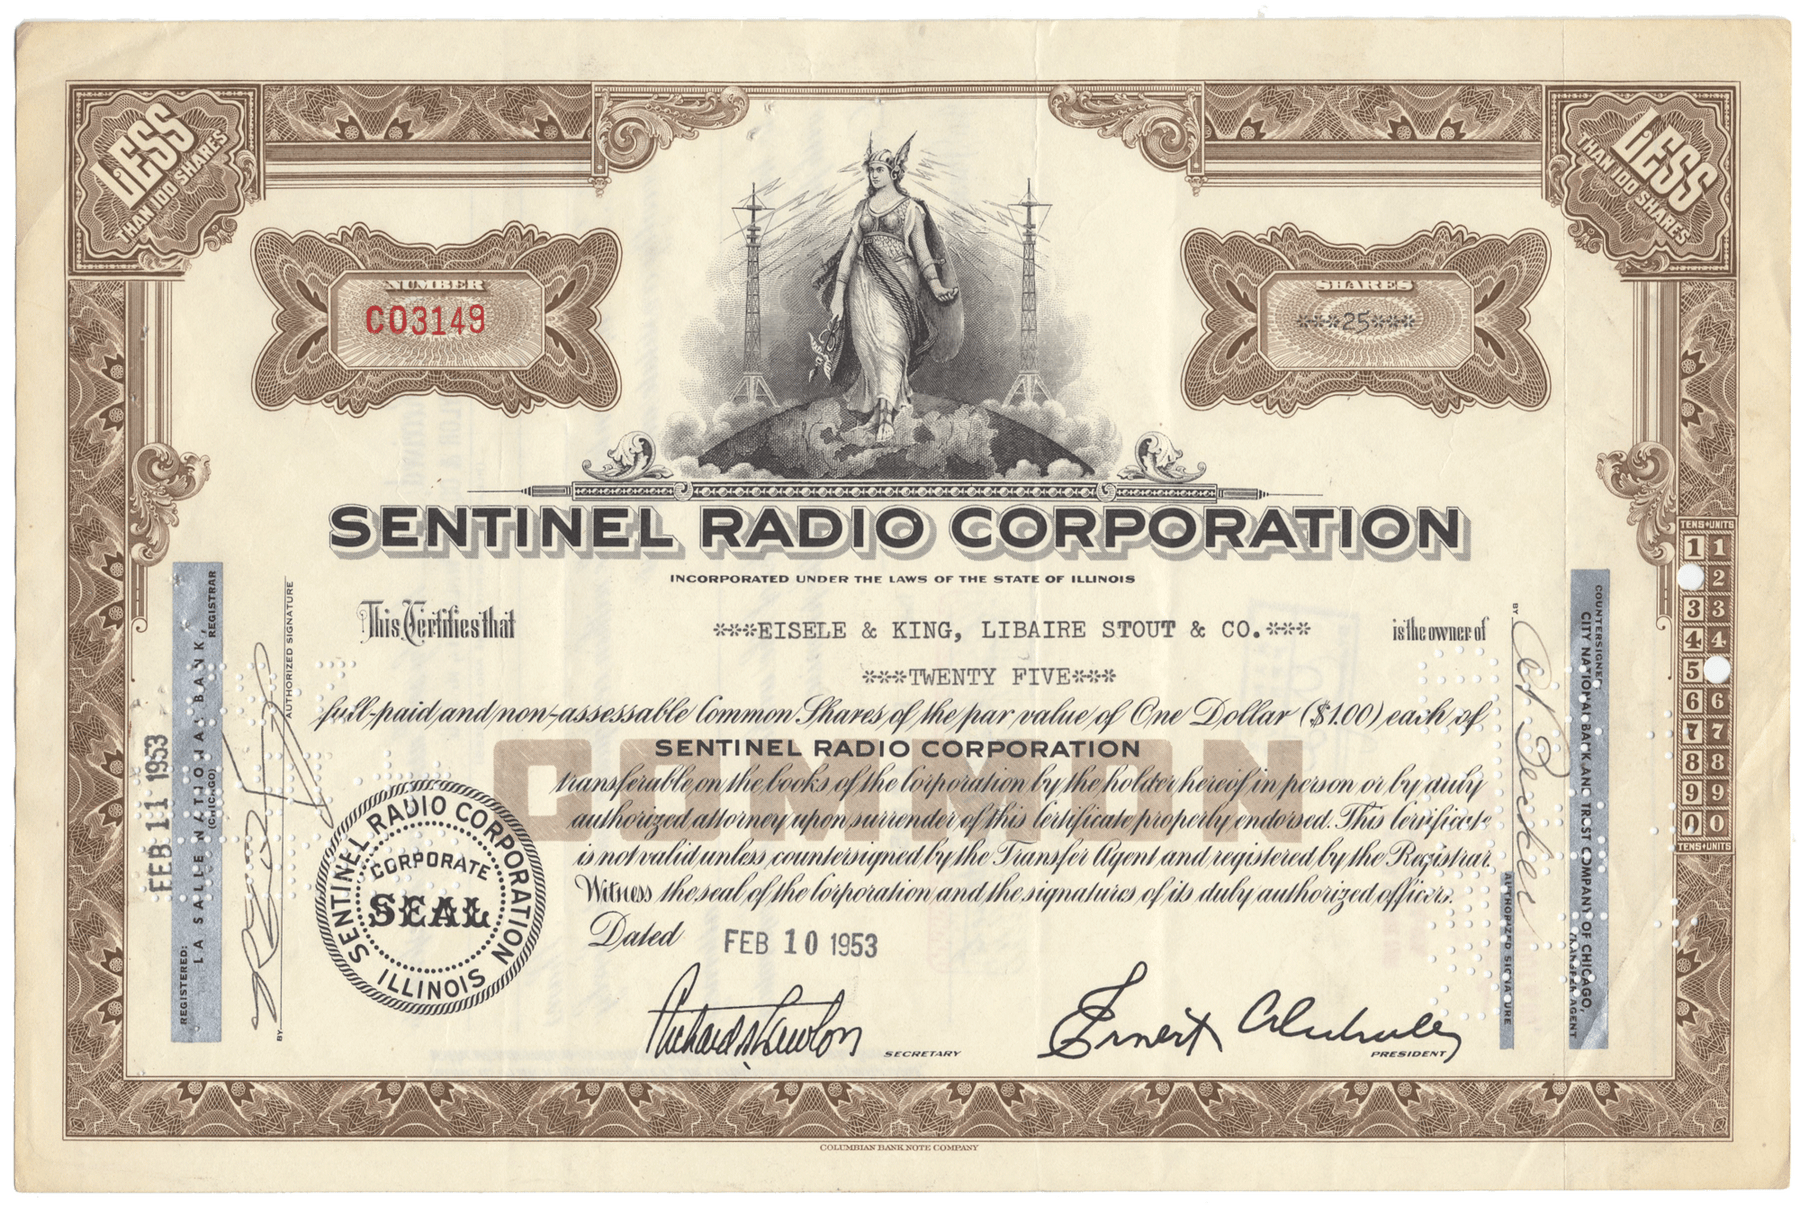 LESS
THAN 100 SHARES
LESS
THAN 100 SHARES
NUMBER
CO3149
SHARES
***25****
SENTINEL RADIO CORPORATION
INCORPORATED UNDER THE LAWS OF THE STATE OF ILLINOIS
This Certifies that
***EISELE & KING, LIBAIRE STOUT & CO.***
is the owner of
***TWENTY FIVE***
full-paid and non-assessable Common Shares of the par value of One Dollar ($1.00) each of
COMMON
SENTINEL RADIO CORPORATION
transferable on the books of the Corporation by the holder hereof in person or by duly
authorized attorney upon surrender of this Certificate properly endorsed. This Certificate
is not valid unless countersigned by the Transfer Agent and registered by the Registrar.
Witness the seal of the Corporation and the signatures of its duly authorized officers.
Dated FEB 10 1953
SECRETARY
Ernest Alschuler
PRESIDENT
SENTINEL RADIO CORPORATION
CORPORATE
SEAL
ILLINOIS
FEB 11 1953
REGISTERED:
LA SALLE NATIONAL BANK,
(CHICAGO)
REGISTRAR
BY
AUTHORIZED SIGNATURE
COUNTERSIGNED:
CITY NATIONAL BANK AND TRUST COMPANY OF CHICAGO,
TRANSFER AGENT
BY
AUTHORIZED SIGNATURE
TENS+UNITS
1 1
2
3 3
4 4
5
6 6
7 7
8 8
9 9
0 0
TENS+UNITS
COLUMBIAN BANK NOTE COMPANY